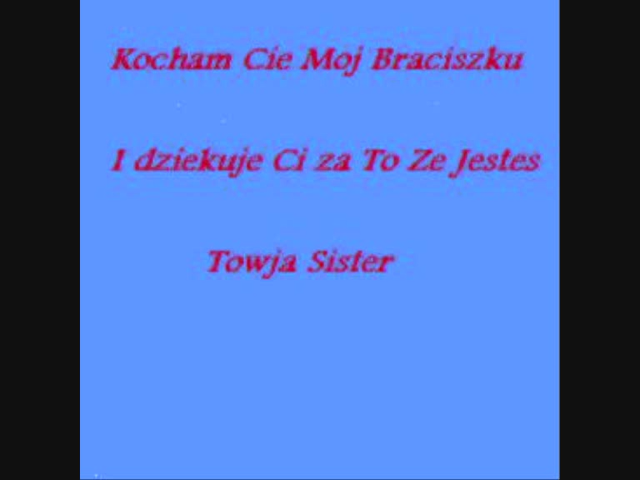 Kocham Cie Moj Braciszku
I dziekuje Ci za To Ze Jestes
Towja Sister